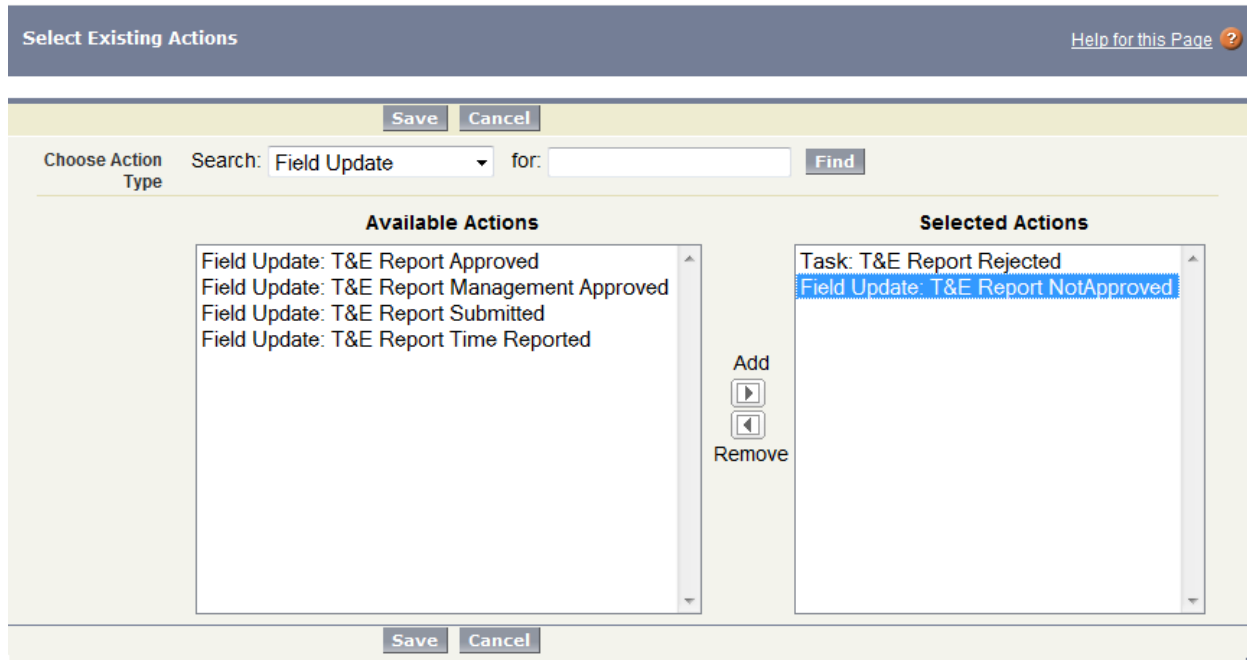 Select Existing Actions
Help for this Page ?
Save Cancel
Choose Action Type
Search: Field Update for: Find
Available Actions
Field Update: T&E Report Approved
Field Update: T&E Report Management Approved
Field Update: T&E Report Submitted
Field Update: T&E Report Time Reported
Add
Remove
Selected Actions
Task: T&E Report Rejected
Field Update: T&E Report NotApproved
Save Cancel